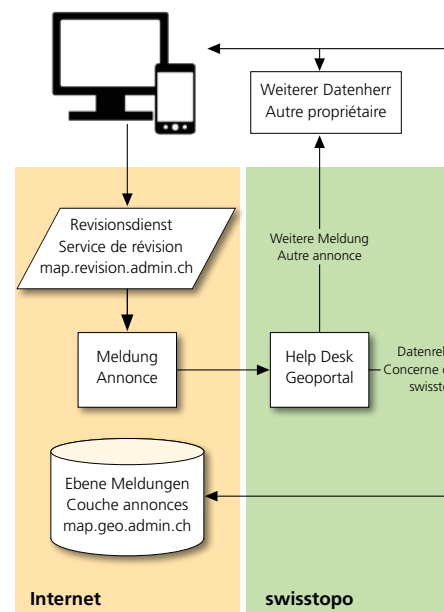 Weiterer Datenherr
Autre propriétaire
Revisionsdienst
Service de révision
map.revision.admin.ch
Weitere Meldung
Autre annonce
Meldung
Annonce
Help Desk
Geoportal
Concerne
Ebene Meldungen
Couche annonces
map.geo.admin.ch
Internet
swisstopo